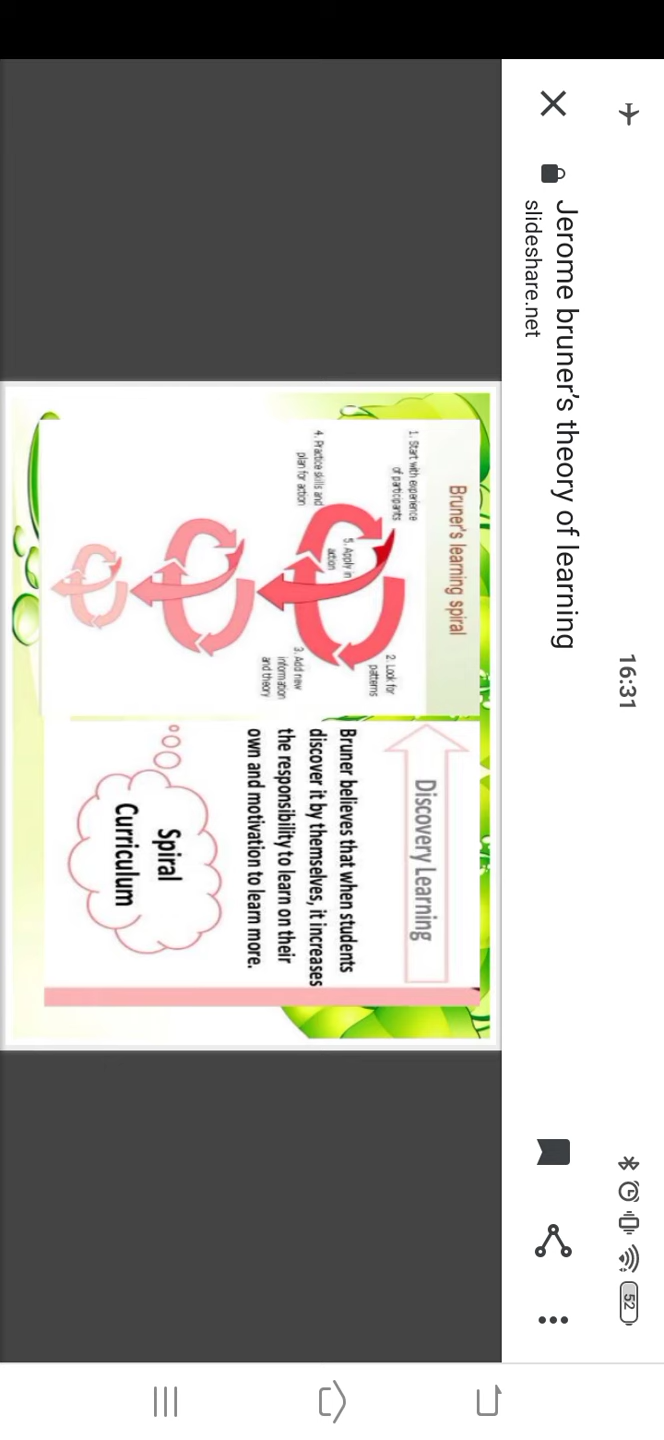 16:31
52
Jerome bruner's theory of learning
slideshare.net
Bruner's learning spiral
1. Start with experience
of participants
2. Look for
patterns
3. Add new
information
and theory
4. Practice skills and
plan for action
5. Apply in
action
Discovery Learning
Bruner believes that when students
discover it by themselves, it increases
the responsibility to learn on their
own and motivation to learn more.
Spiral
Curriculum